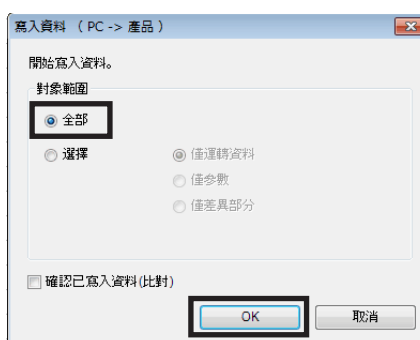 寫入資料 （ PC -> 產品 ）
開始寫入資料。
對象範圍
全部
選擇
僅運轉資料
僅參數
僅差異部分
確認已寫入資料(比對)
OK
取消